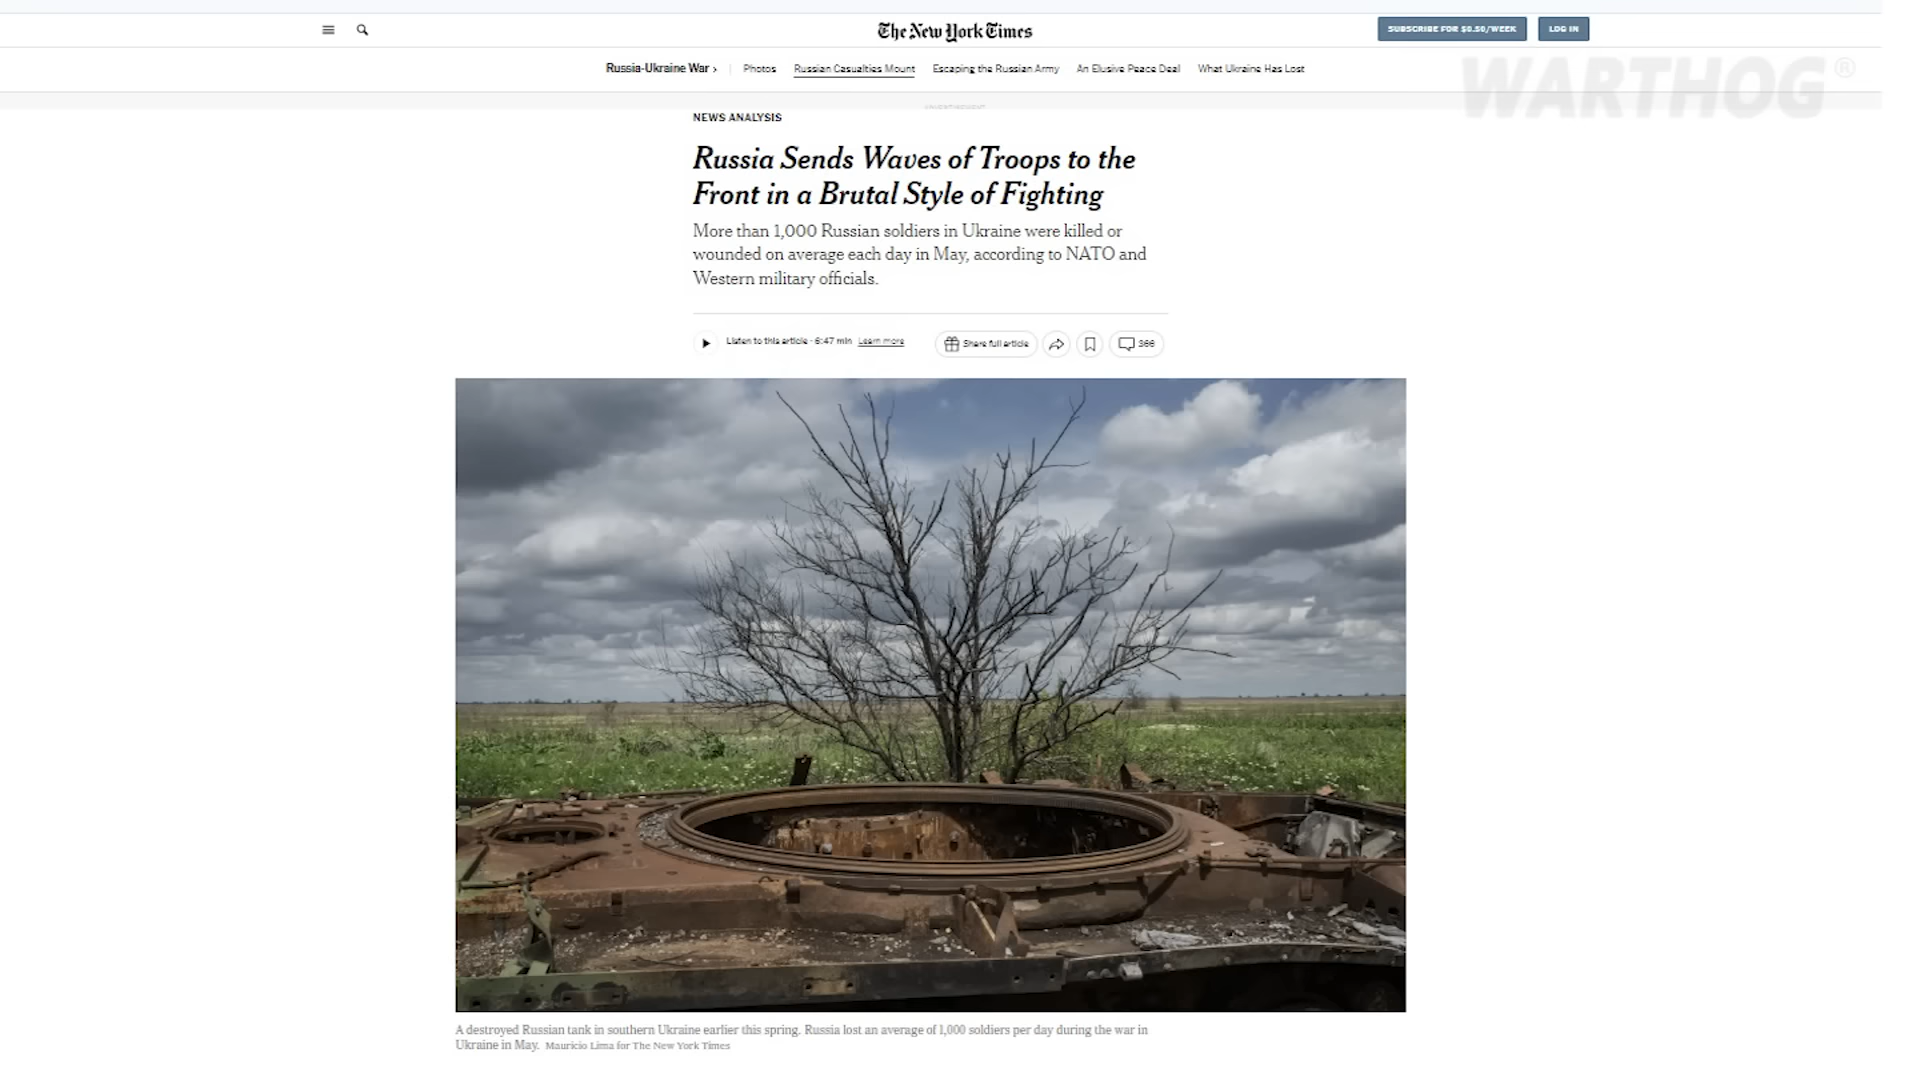 The New York Times
SUBSCRIBE FOR $0.50/WEEK
LOG IN
Russia-Ukraine War ›
Photos
Russian Casualties Mount
Escaping the Russian Army
An Elusive Peace Deal
What Ukraine Has Lost
WARTHOG®
ADVERTISEMENT
NEWS ANALYSIS
Russia Sends Waves of Troops to the
Front in a Brutal Style of Fighting
More than 1,000 Russian soldiers in Ukraine were killed or
wounded on average each day in May, according to NATO and
Western military officials.
Listen to this article · 6:47 min Learn more
Share full article
366
A destroyed Russian tank in southern Ukraine earlier this spring. Russia lost an average of 1,000 soldiers per day during the war in
Ukraine in May. Mauricio Lima for The New York Times